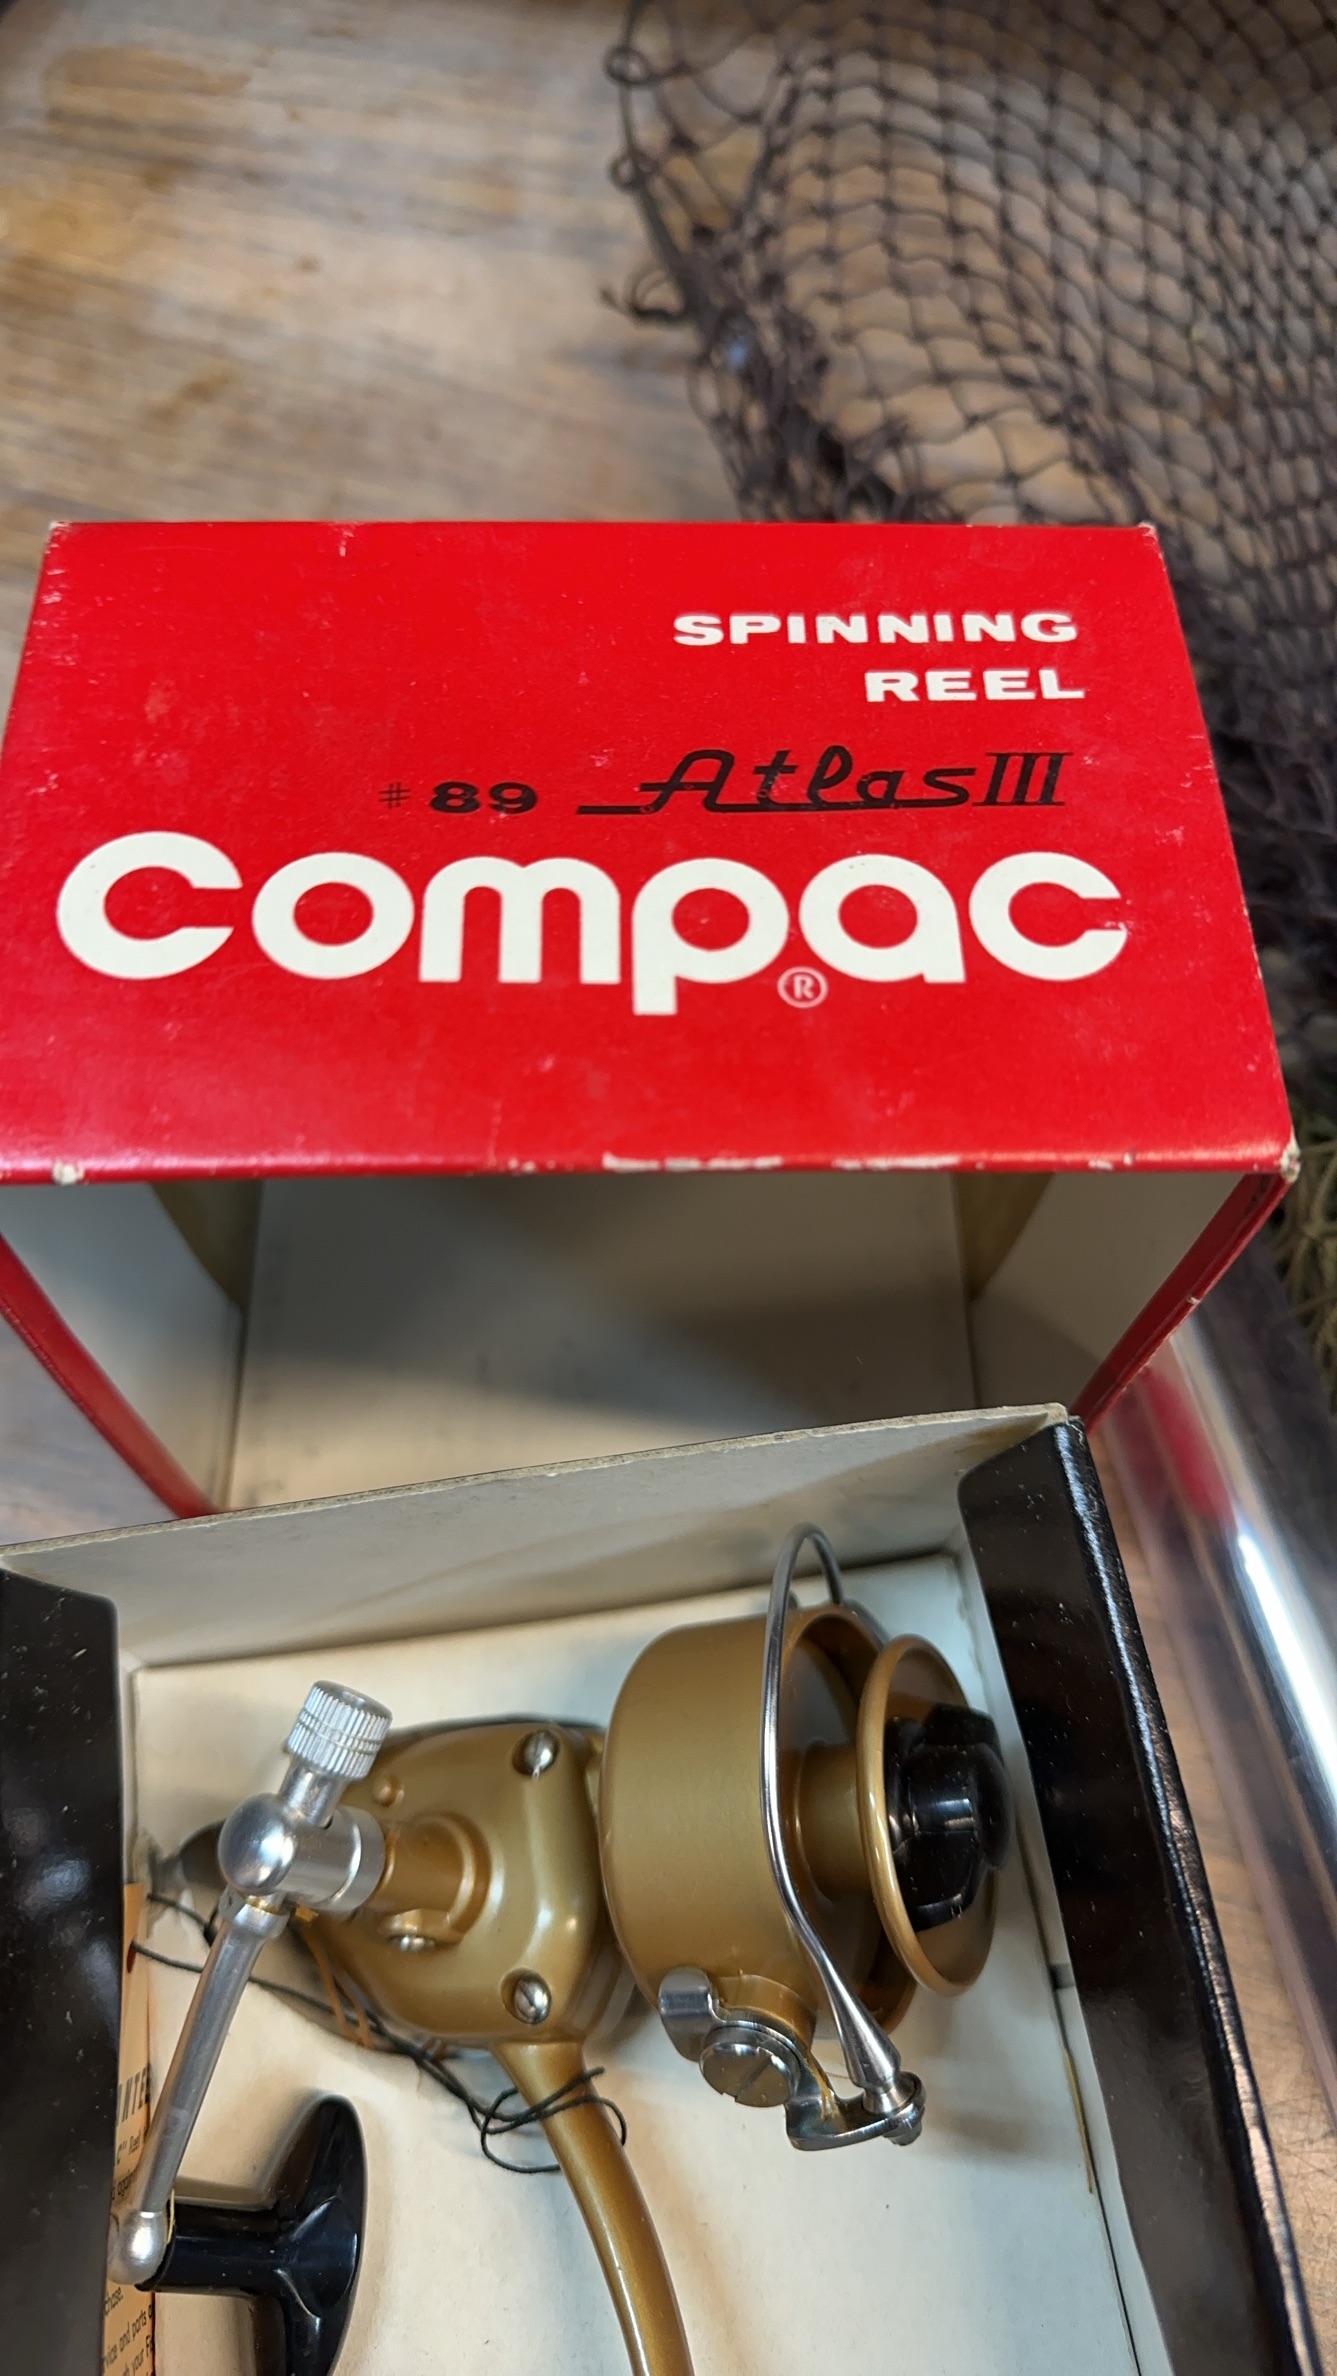 SPINNING
REEL
#89 Atlas III
compac®